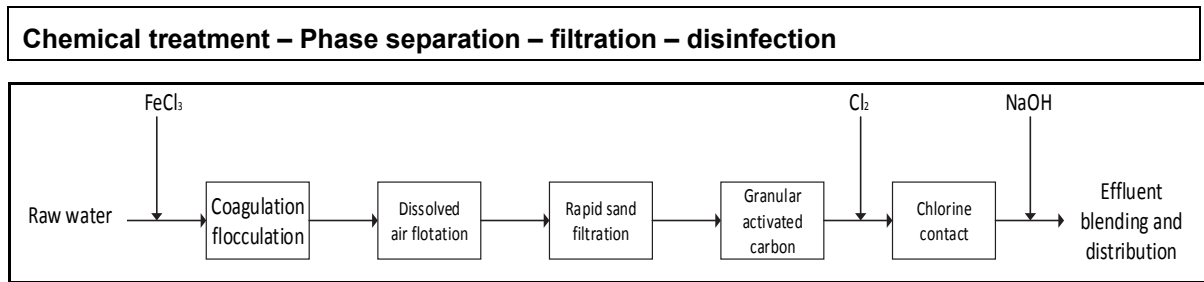 Chemical treatment – Phase separation – filtration – disinfection
FeCl₃
Cl₂
NaOH
Raw water
Coagulation
flocculation
Dissolved
air flotation
Rapid sand
filtration
Granular
activated
carbon
Chlorine
contact
Effluent
blending and
distribution